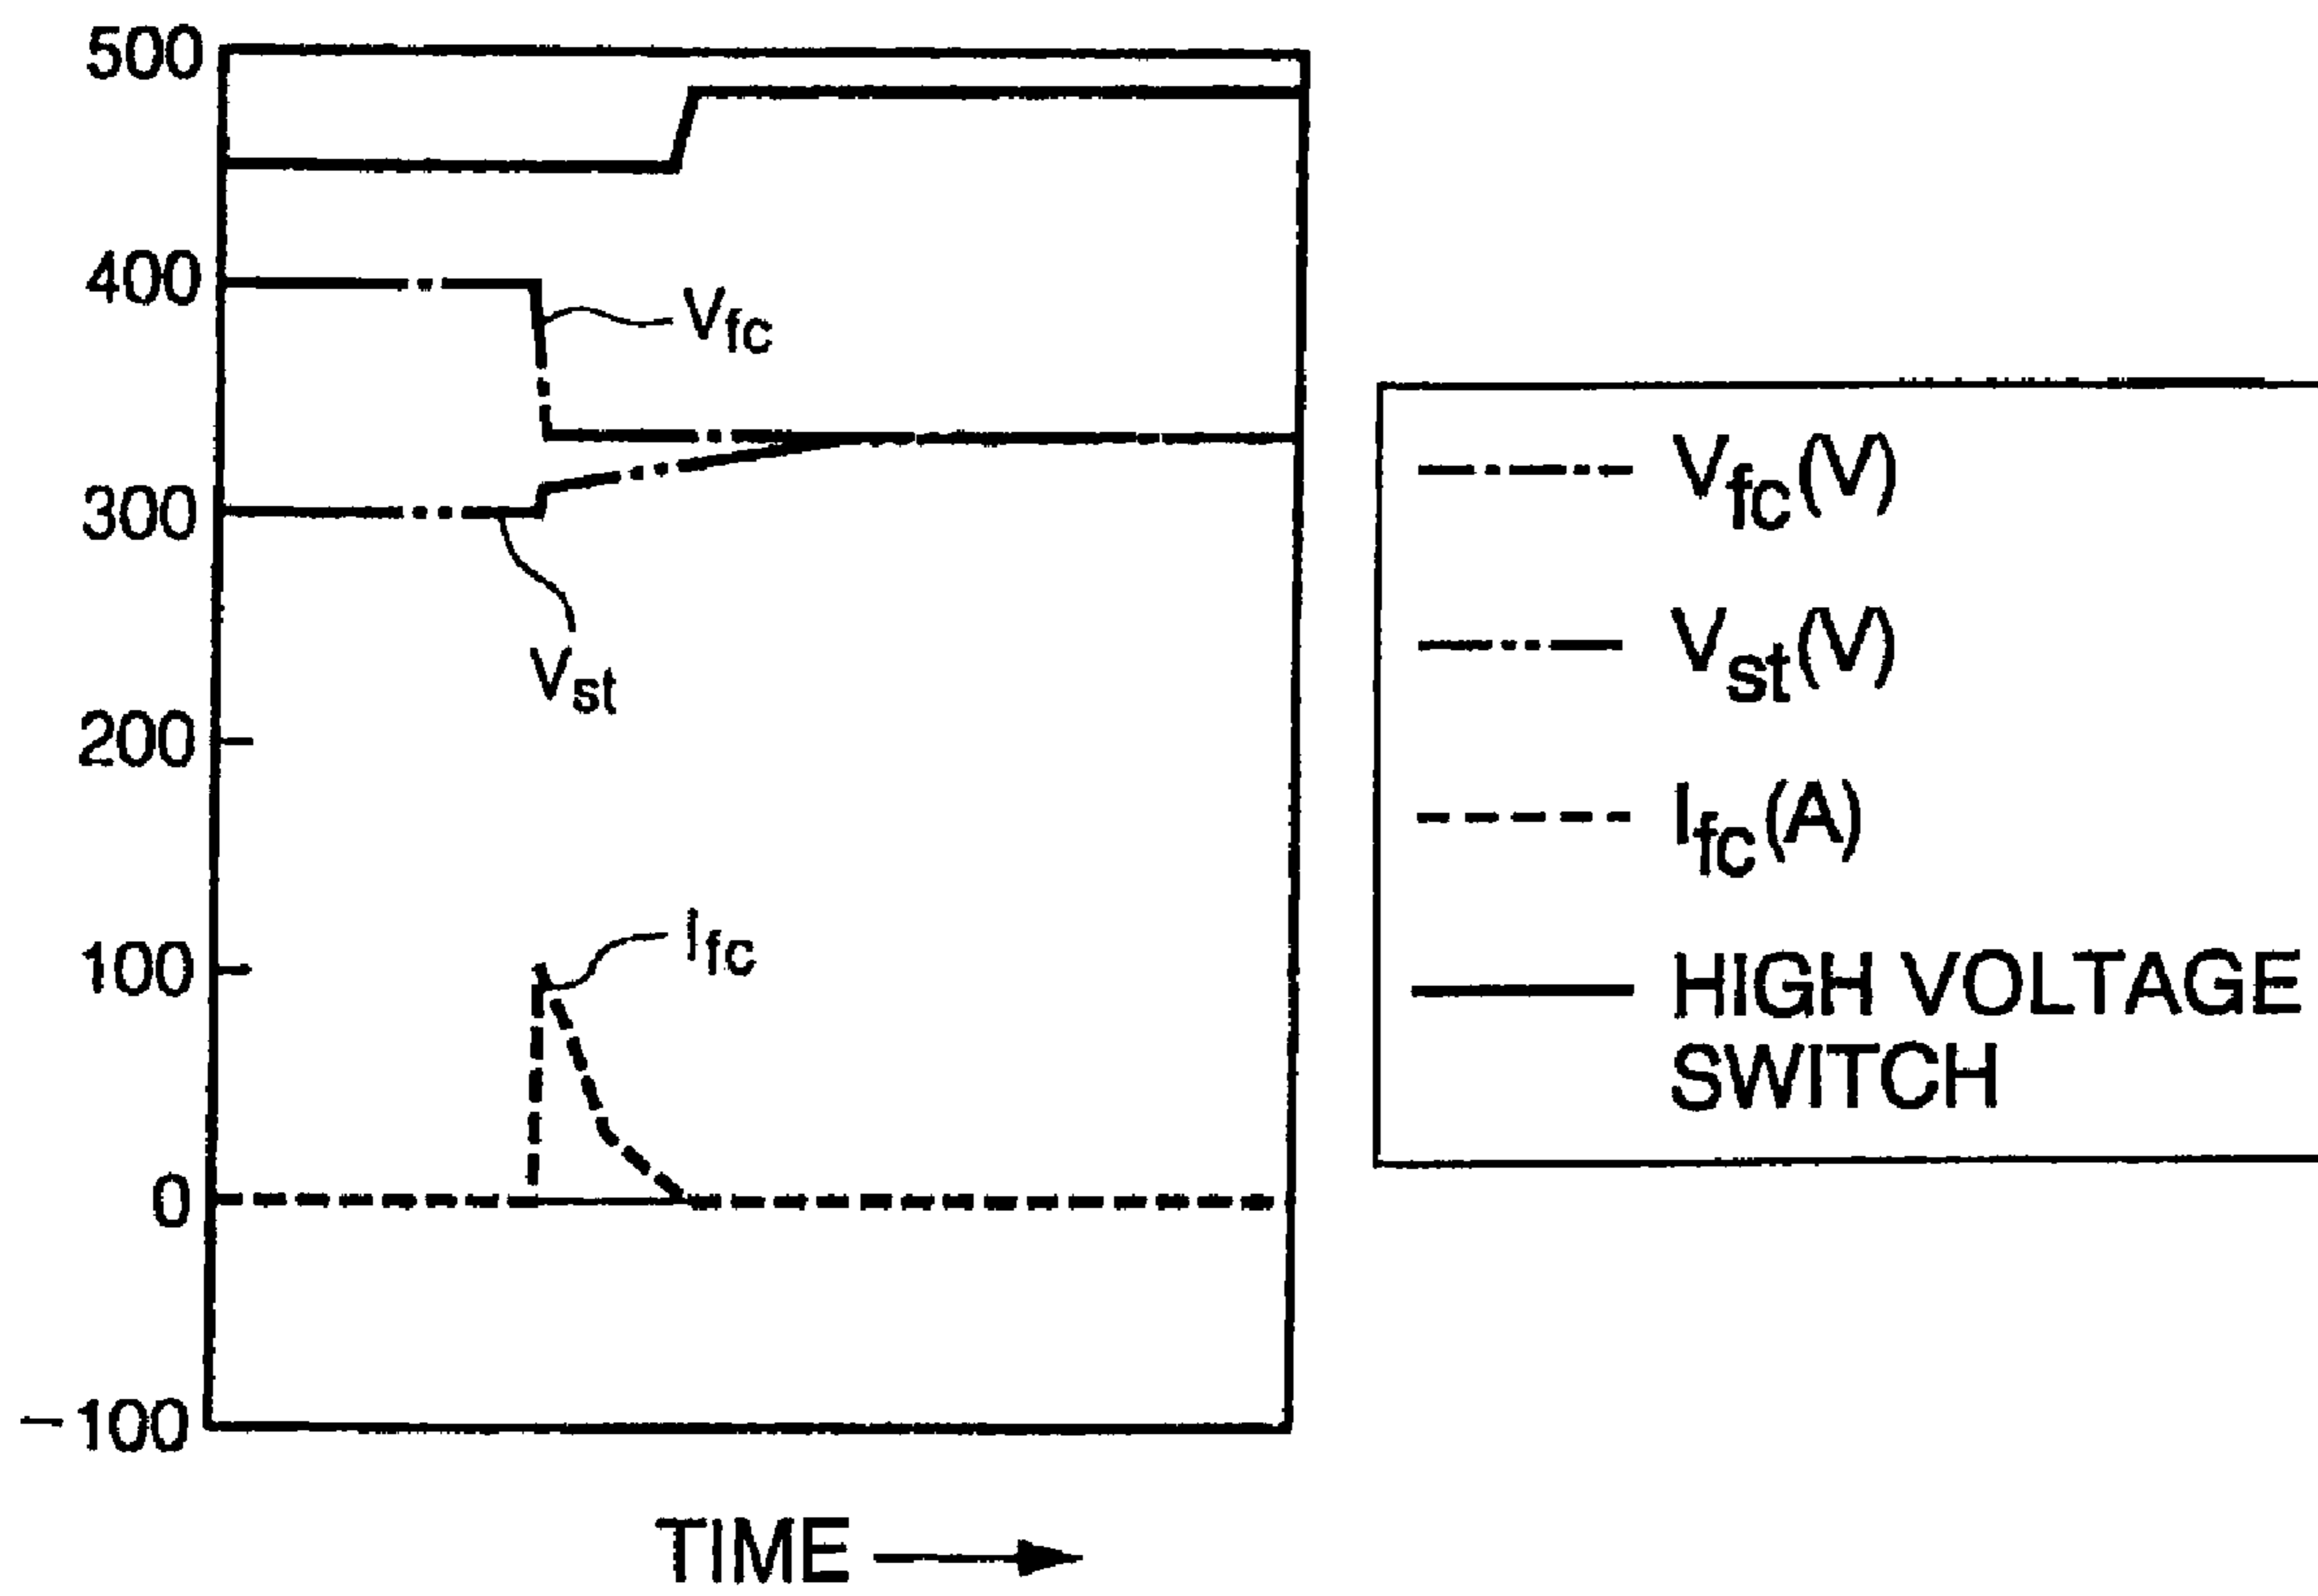 500
400
300
200
100
0
−100
Vfc
Vst
Ifc
TIME
Vfc(V)
Vst(V)
Ifc(A)
HIGH VOLTAGE
SWITCH